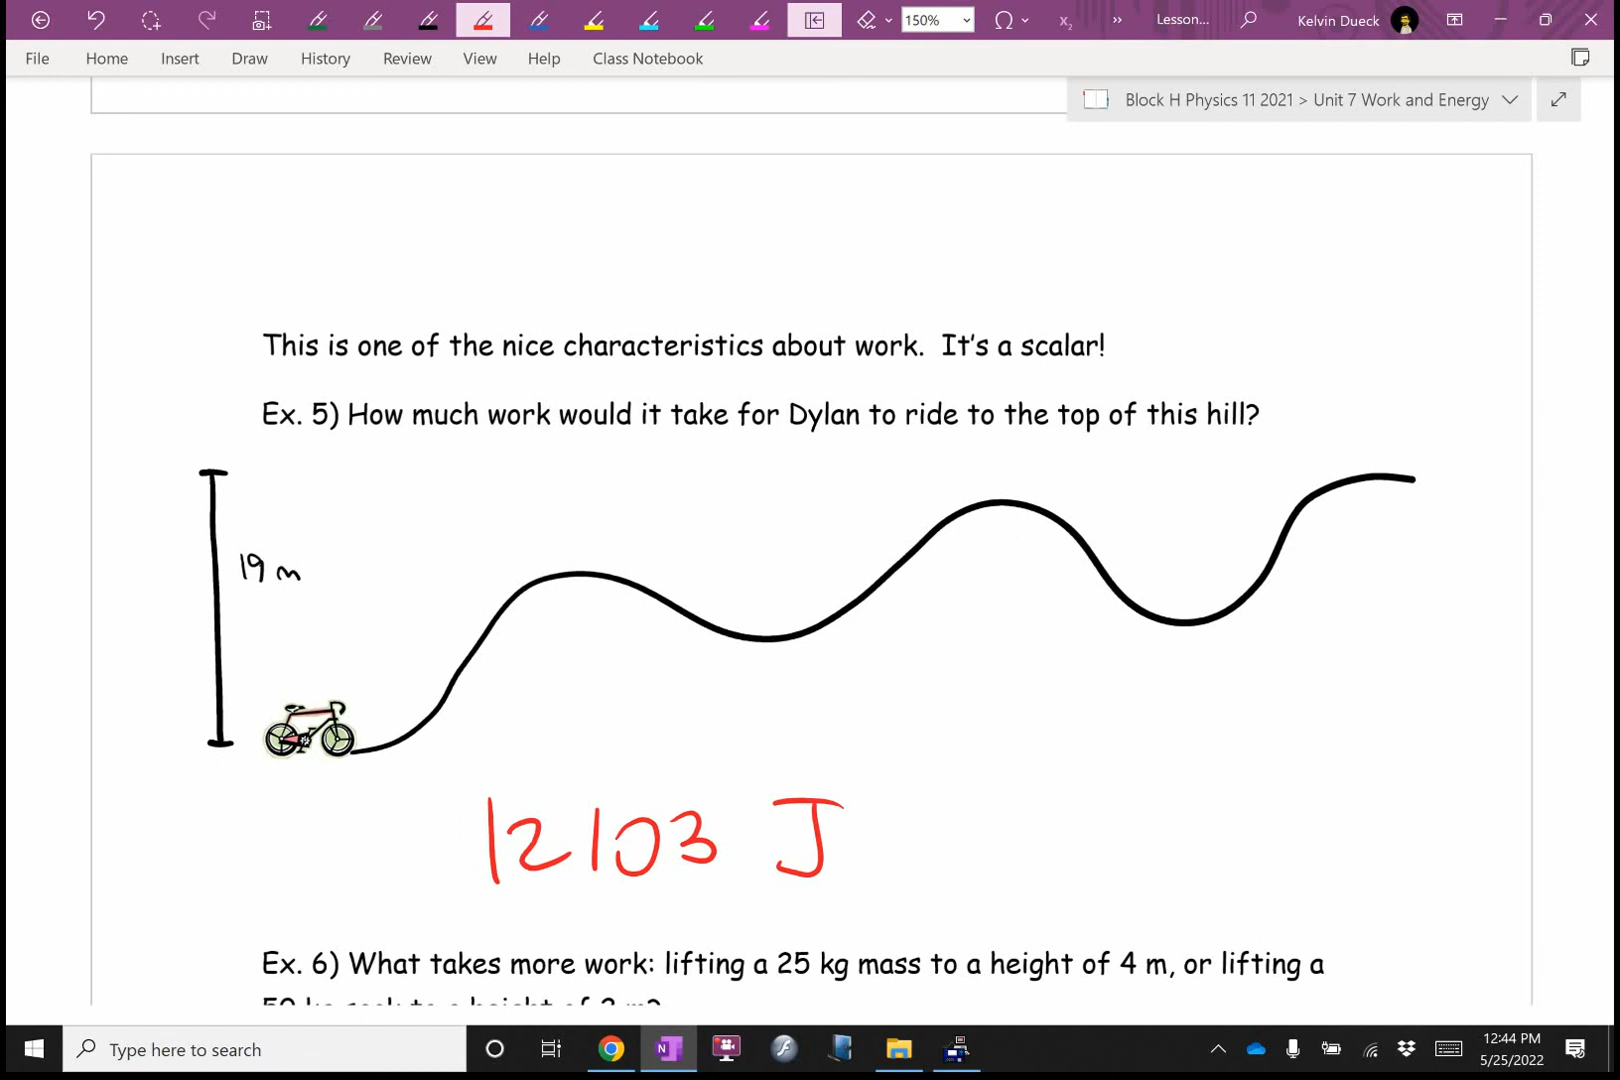 150%
Lesson...
Kelvin Dueck
File
Home
Insert
Draw
History
Review
View
Help
Class Notebook
Block H Physics 11 2021 > Unit 7 Work and Energy
This is one of the nice characteristics about work. It's a scalar!
Ex. 5) How much work would it take for Dylan to ride to the top of this hill?
19 m
12103 J
Ex. 6) What takes more work: lifting a 25 kg mass to a height of 4 m, or lifting a
to a height of
Type here to search
12:44 PM
5/25/2022